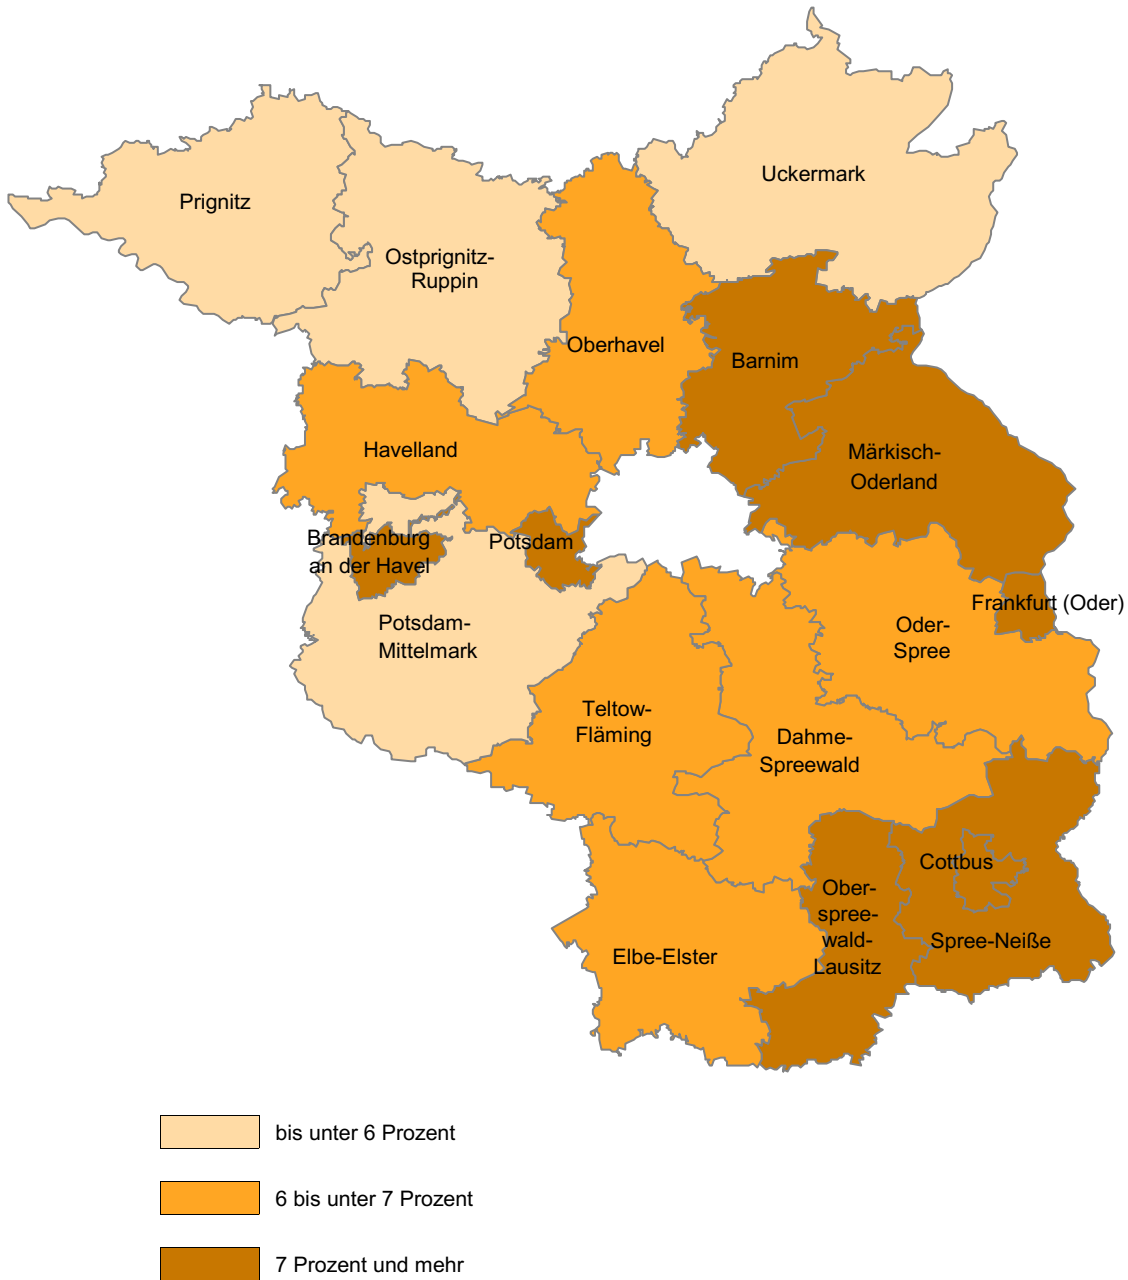 Uckermark
Prignitz
Ostprignitz-
Ruppin
Oberhavel
Barnim
Havelland
Märkisch-
Oderland
Brandenburg
an der Havel
Potsdam
Frankfurt (Oder)
Potsdam-
Mittelmark
Oder-
Spree
Teltow-
Fläming
Dahme-
Spreewald
Cottbus
Ober-
spree-
wald-
Lausitz
Spree-Neiße
Elbe-Elster
bis unter 6 Prozent
6 bis unter 7 Prozent
7 Prozent und mehr